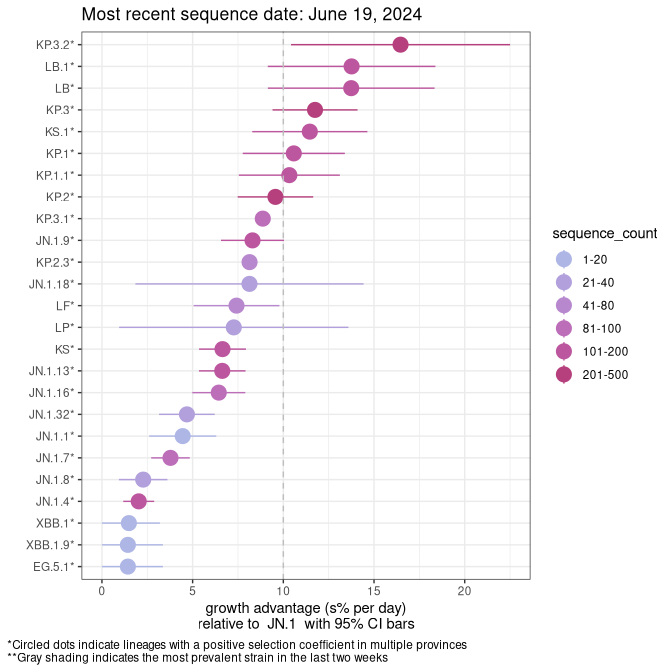 Most recent sequence date: June 19, 2024
KP.3.2*
LB.1*
LB*
KP.3*
KS.1*
KP.1*
KP.1.1*
KP.2*
KP.3.1*
JN.1.9*
KP.2.3*
JN.1.18*
LF*
LP*
KS*
JN.1.13*
JN.1.16*
JN.1.32*
JN.1.1*
JN.1.7*
JN.1.8*
JN.1.4*
XBB.1*
XBB.1.9*
EG.5.1*
0 5 10 15 20
growth advantage (s% per day)
relative to JN.1 with 95% CI bars
sequence_count
1-20
21-40
41-80
81-100
101-200
201-500
*Circled dots indicate lineages with a positive selection coefficient in multiple provinces
**Gray shading indicates the most prevalent strain in the last two weeks